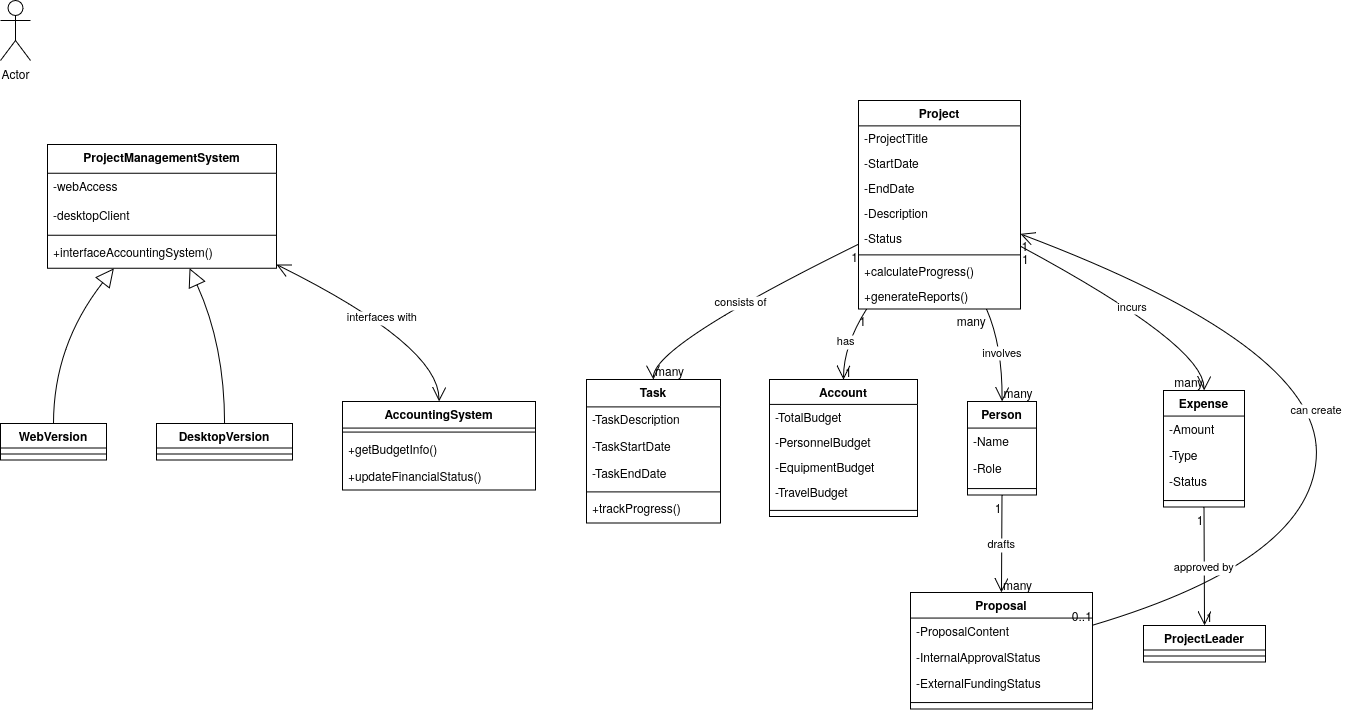 Actor
ProjectManagementSystem
-webAccess
-desktopClient
+interfaceAccountingSystem()
interfaces with
WebVersion
DesktopVersion
AccountingSystem
+getBudgetInfo()
+updateFinancialStatus()
Project
-ProjectTitle
-StartDate
-EndDate
-Description
-Status
+calculateProgress()
+generateReports()
1
consists of
many
1
has
1
many
involves
many
1
1
incurs
many
can create
Task
-TaskDescription
-TaskStartDate
-TaskEndDate
+trackProgress()
Account
-TotalBudget
-PersonnelBudget
-EquipmentBudget
-TravelBudget
Person
-Name
-Role
Expense
-Amount
-Type
-Status
1
drafts
many
1
approved by
1
Proposal
0..1
-ProposalContent
-InternalApprovalStatus
-ExternalFundingStatus
ProjectLeader